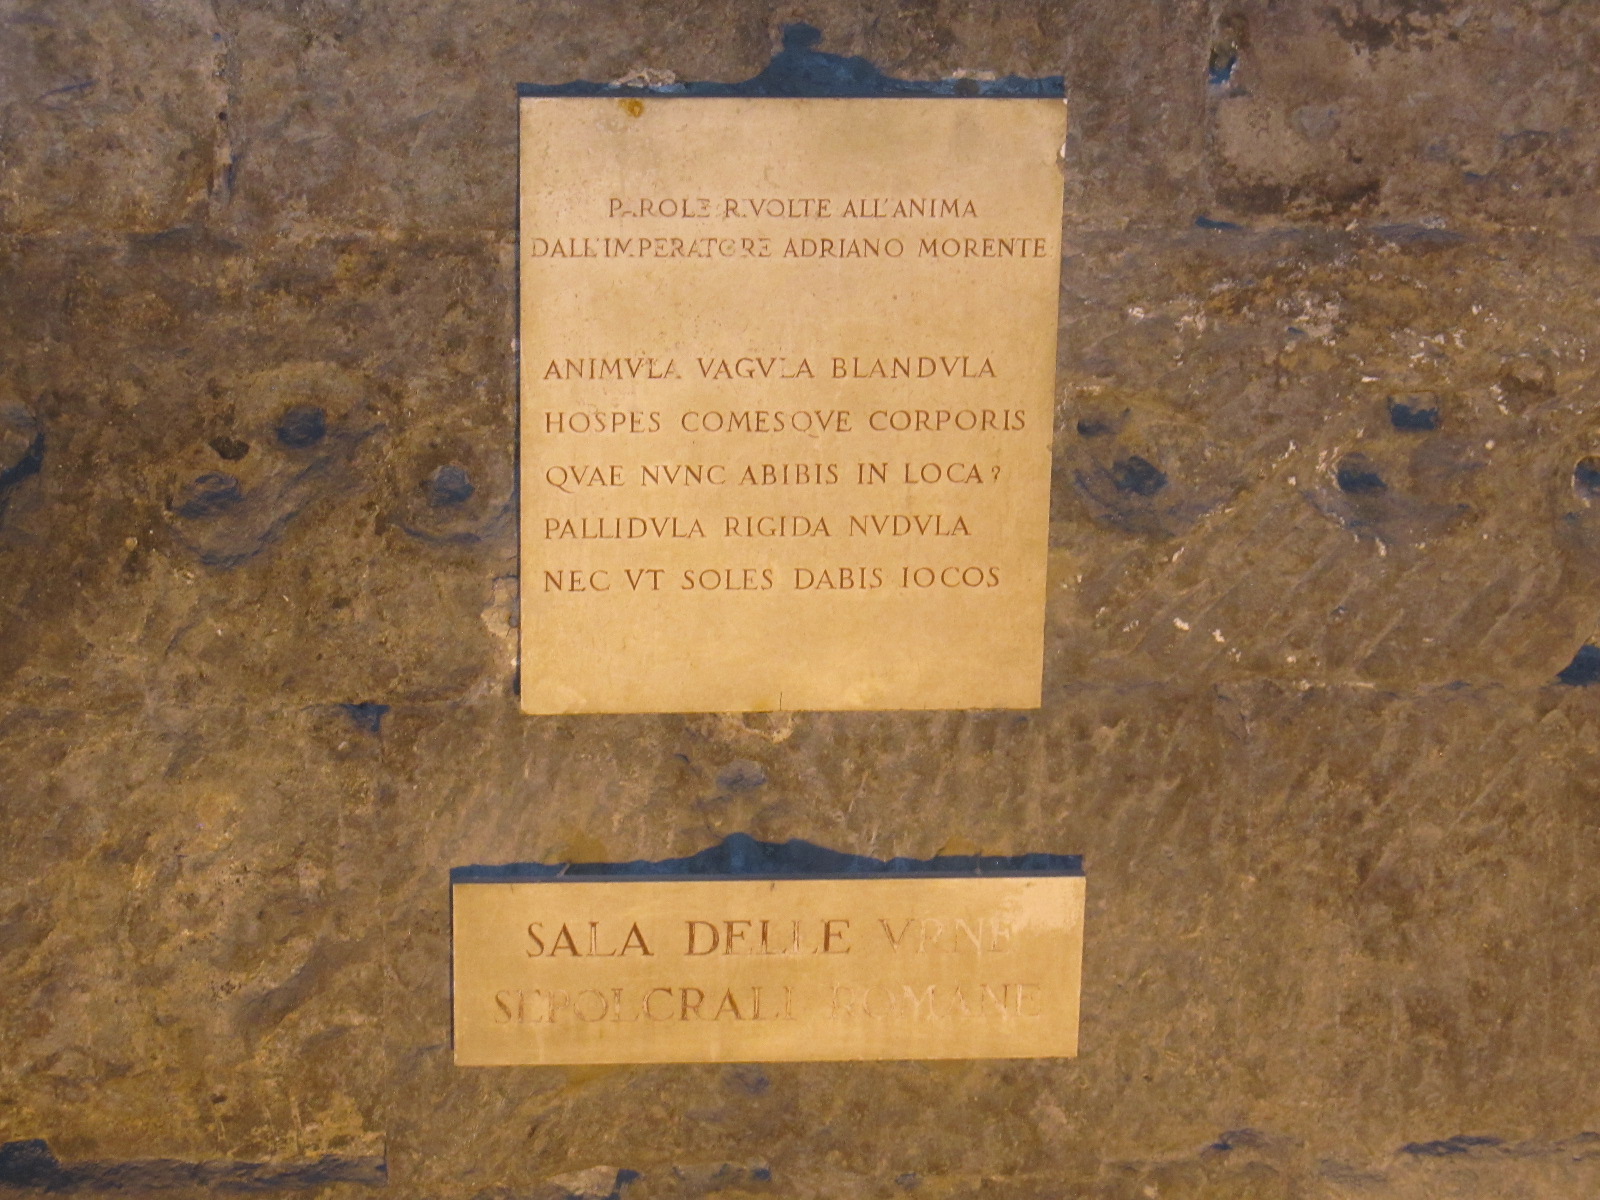 PAROLE RIVOLTE ALL'ANIMA
DALL'IMPERATORE ADRIANO MORENTE
ANIMVLA VAGVLA BLANDVLA
HOSPES COMESQVE CORPORIS
QVAE NVNC ABIBIS IN LOCA?
PALLIDVLA RIGIDA NVDVLA
NEC VT SOLES DABIS IOCOS
SALA DELLE VRNE
SEPOLCRALI ROMANE